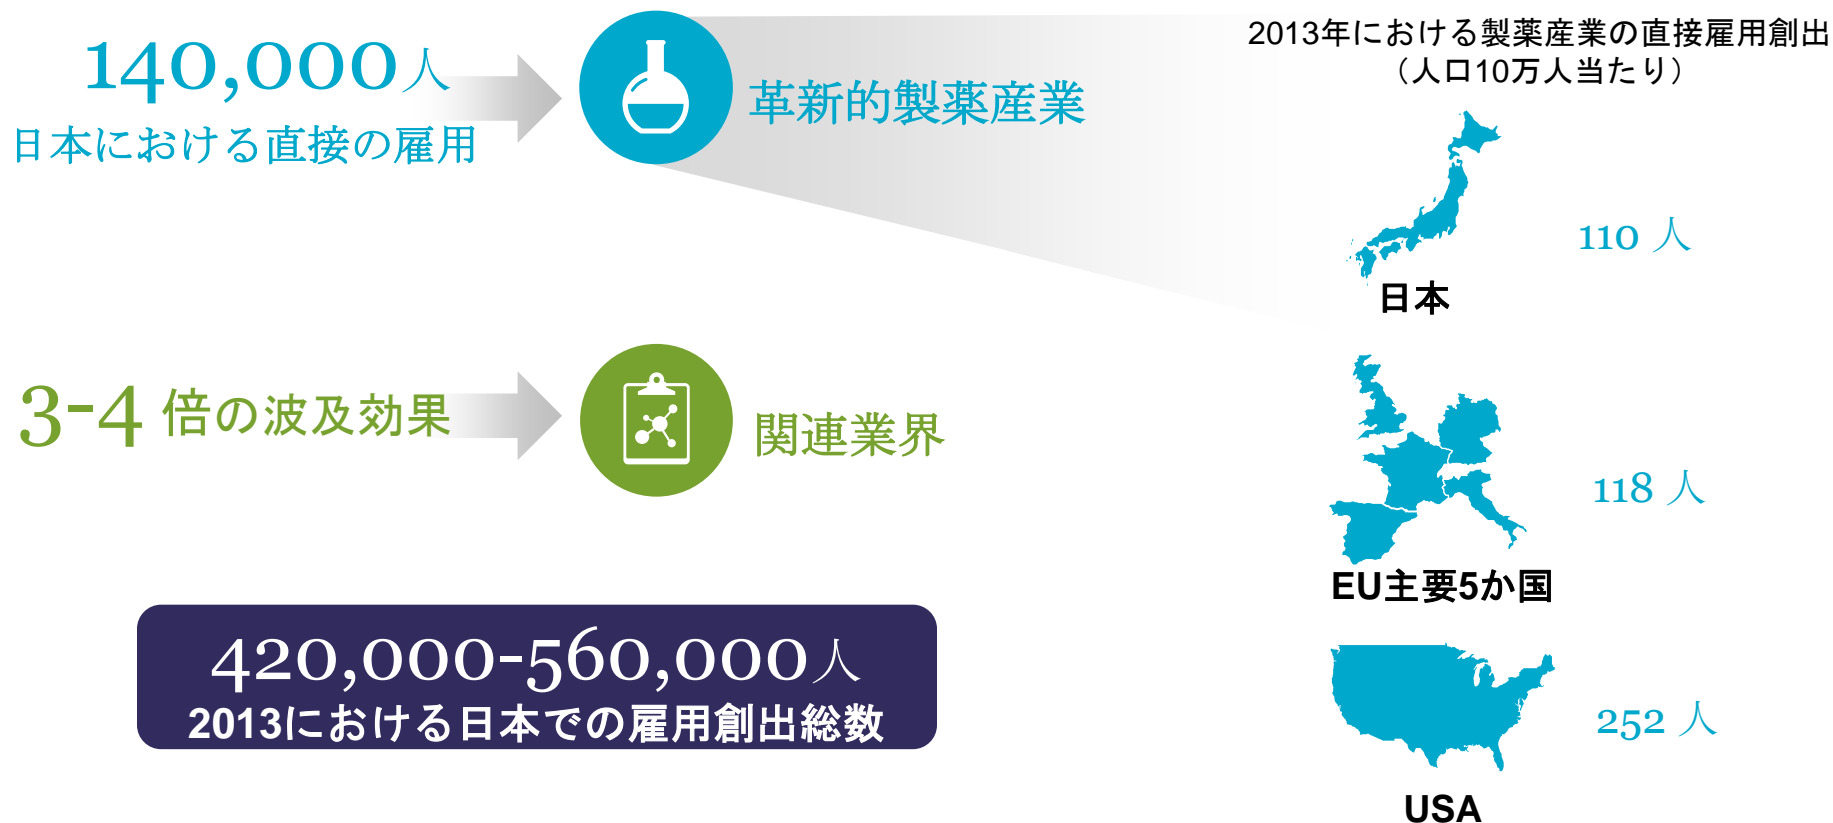 140,000人
日本における直接の雇用
革新的製薬産業
2013年における製薬産業の直接雇用創出
（人口10万人当たり）
110 人
日本
3-4 倍の波及効果
関連業界
118 人
EU主要5か国
420,000-560,000人
2013における日本での雇用創出総数
252 人
USA